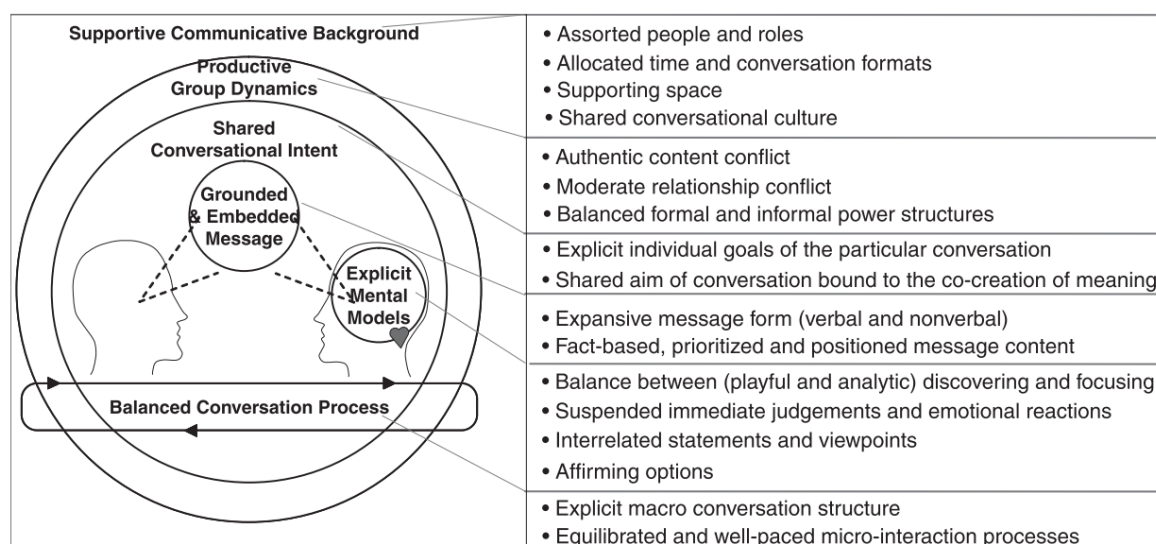 Supportive Communicative Background
Productive
Group Dynamics
Shared
Conversational Intent
Grounded
& Embedded
Message
Explicit
Mental
Models
Balanced Conversation Process
• Assorted people and roles
• Allocated time and conversation formats
• Supporting space
• Shared conversational culture
• Authentic content conflict
• Moderate relationship conflict
• Balanced formal and informal power structures
• Explicit individual goals of the particular conversation
• Shared aim of conversation bound to the co-creation of meaning
• Expansive message form (verbal and nonverbal)
• Fact-based, prioritized and positioned message content
• Balance between (playful and analytic) discovering and focusing
• Suspended immediate judgements and emotional reactions
• Interrelated statements and viewpoints
• Affirming options
• Explicit macro conversation structure
• Equilibrated and well-paced micro-interaction processes